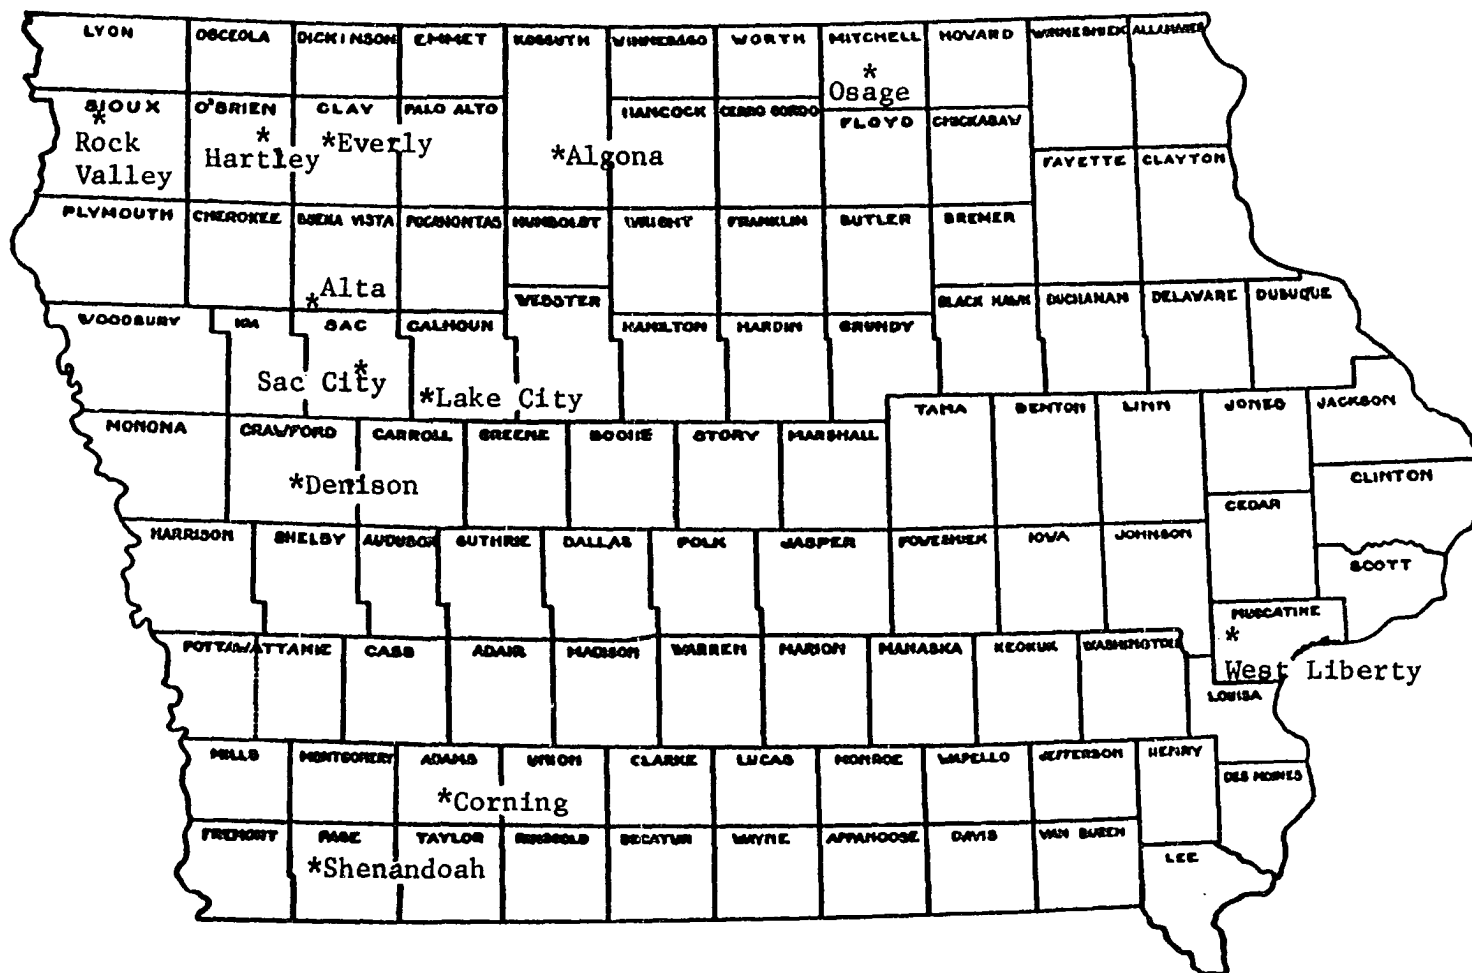 LYON OSCEOLA DICKINSON EMMET KOSSUTH WINNEBAGO WORTH MITCHELL HOWARD WINNESHIEK ALLAMAKEE
*
Osage
SIOUX O'BRIEN CLAY PALO ALTO HANCOCK CERRO GORDO FLOYD CHICKASAW
*
Rock
Valley
*
Hartley
*Everly
*Algona
FAYETTE CLAYTON
PLYMOUTH CHEROKEE BUENA VISTA POCAHONTAS HUMBOLDT WRIGHT FRANKLIN BUTLER BREMER
*Alta
WEBSTER BLACK HAWK BUCHANAN DELAWARE DUBUQUE
WOODBURY IDA SAC CALHOUN HAMILTON HARDIN GRUNDY
*
Sac City
*Lake City
TAMA BENTON LINN JONES JACKSON
MONONA CRAWFORD CARROLL GREENE BOONE STORY MARSHALL
*Denison
CLINTON
CEDAR
HARRISON SHELBY AUDUBON GUTHRIE DALLAS POLK JASPER POWESHIEK IOWA JOHNSON
SCOTT
MUSCATINE
*
West Liberty
POTTAWATTAMIE CASS ADAIR MADISON WARREN MARION MAHASKA KEOKUK WASHINGTON
LOUISA
MILLS MONTGOMERY ADAMS UNION CLARKE LUCAS MONROE WAPELLO JEFFERSON HENRY
DES MOINES
*Corning
FREMONT PAGE TAYLOR RINGGOLD DECATUR WAYNE APPANOOSE DAVIS VAN BUREN
LEE
*Shenandoah